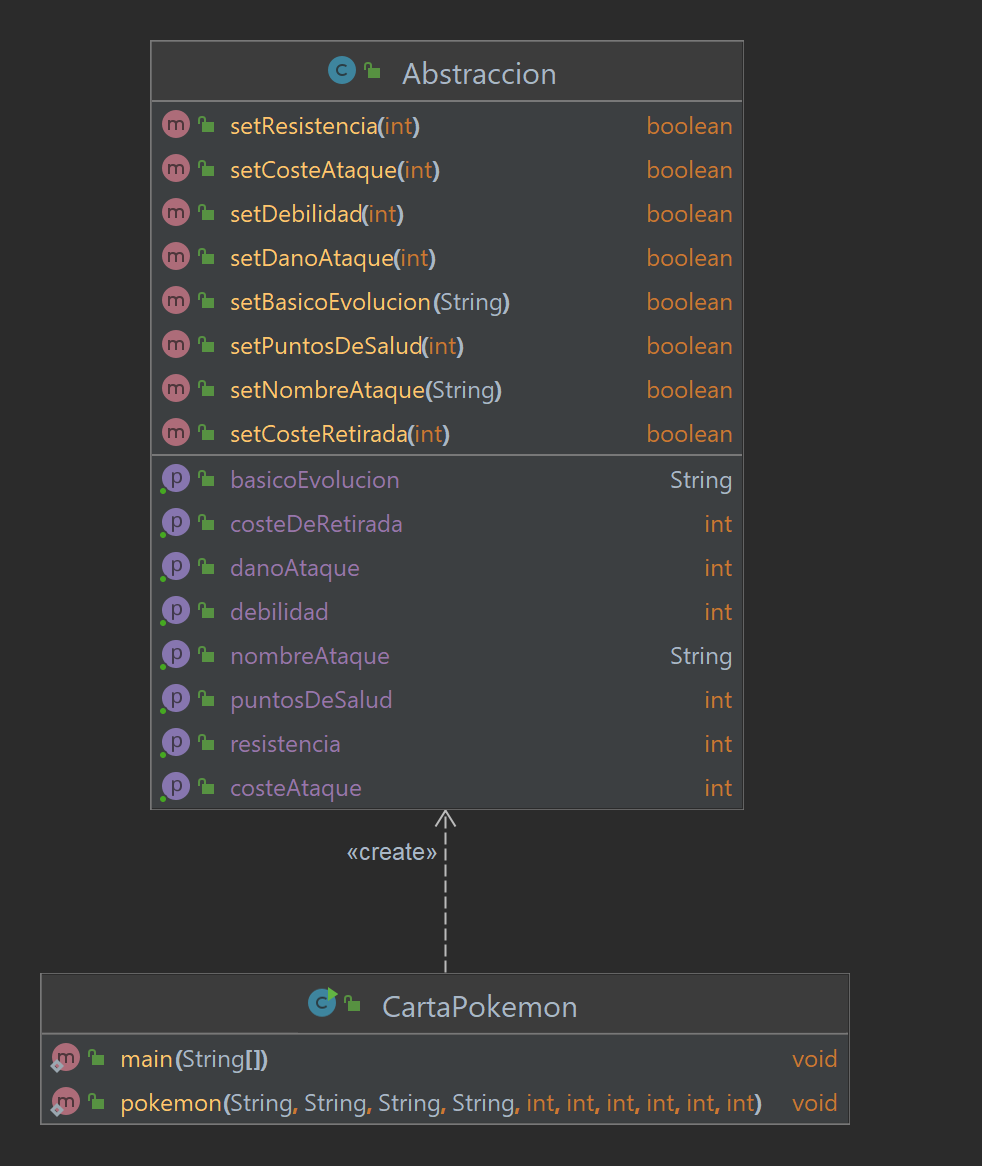 Abstraccion
setResistencia(int) boolean
setCosteAtaque(int) boolean
setDebilidad(int) boolean
setDanoAtaque(int) boolean
setBasicoEvolucion(String) boolean
setPuntosDeSalud(int) boolean
setNombreAtaque(String) boolean
setCosteRetirada(int) boolean
basicoEvolucion String
costeDeRetirada int
danoAtaque int
debilidad int
nombreAtaque String
puntosDeSalud int
resistencia int
costeAtaque int
«create»
CartaPokemon
main(String[]) void
pokemon(String, String, String, String, int, int, int, int, int, int) void